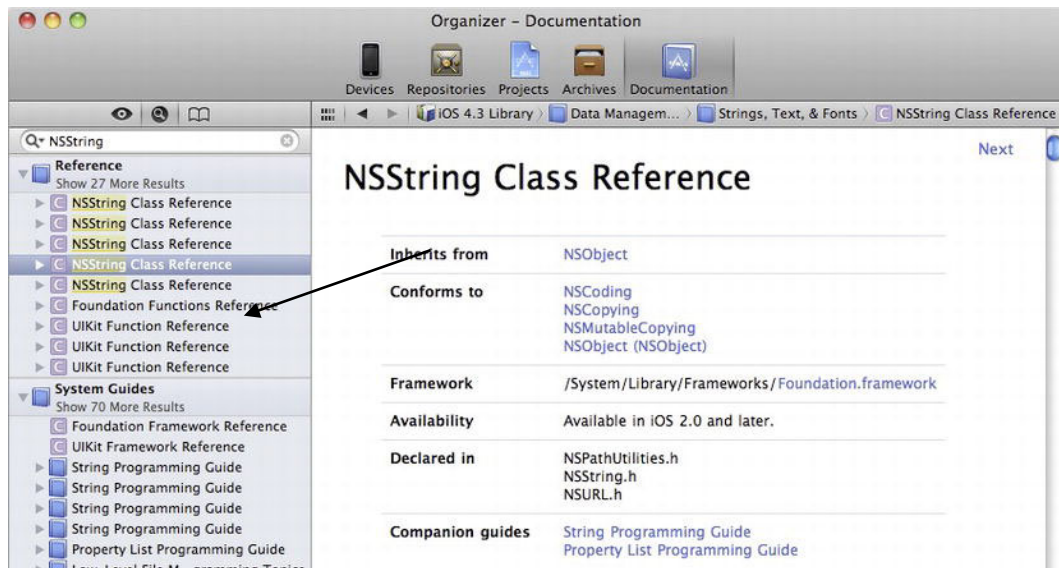 Organizer – Documentation
Devices Repositories Projects Archives Documentation
iOS 4.3 Library Data Managem... Strings, Text, & Fonts C NSString Class Reference
NSString
Reference
Show 27 More Results
C NSString Class Reference
C NSString Class Reference
C NSString Class Reference
C NSString Class Reference
C NSString Class Reference
C Foundation Functions Reference
C UIKit Function Reference
C UIKit Function Reference
C UIKit Function Reference
System Guides
Show 70 More Results
C Foundation Framework Reference
C UIKit Framework Reference
String Programming Guide
String Programming Guide
String Programming Guide
String Programming Guide
Property List Programming Guide
Next
NSString Class Reference
Inherits from NSObject
Conforms to NSCoding
NSCopying
NSMutableCopying
NSObject (NSObject)
Framework /System/Library/Frameworks/Foundation.framework
Availability Available in iOS 2.0 and later.
Declared in NSPathUtilities.h
NSString.h
NSURL.h
Companion guides String Programming Guide
Property List Programming Guide